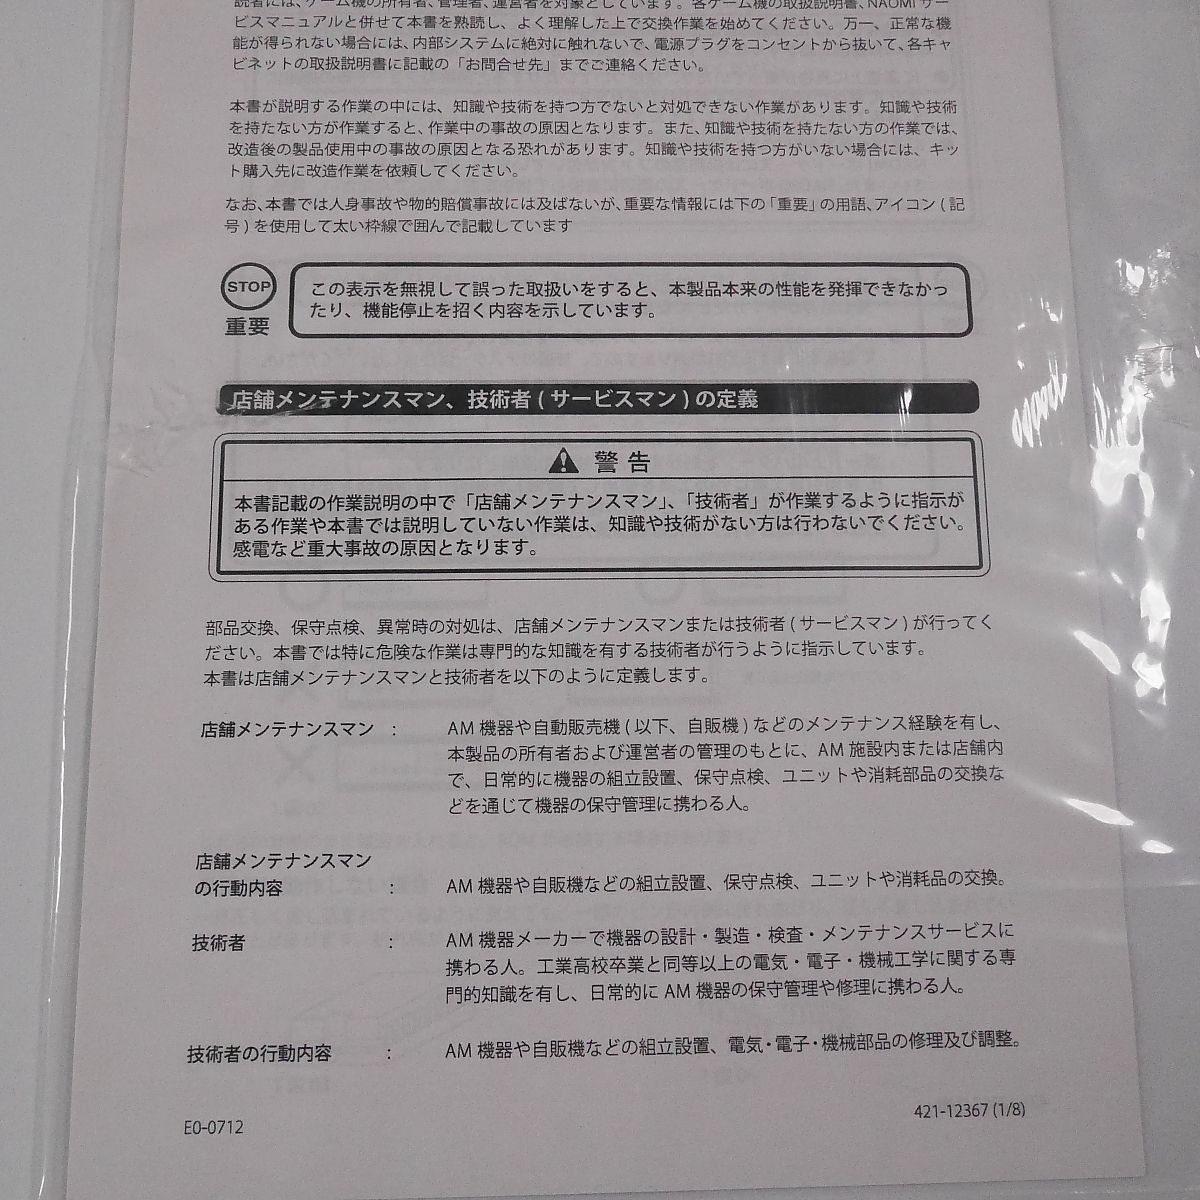 読者には、ゲーム機の所有者、管理者、運営者を対象としています。各ゲーム機の取扱説明書、NAOMI サー
ビスマニュアルと併せて本書を熟読し、よく理解した上で交換作業を始めてください。万一、正常な機
能が得られない場合には、内部システムに絶対に触れないで、電源プラグをコンセントから抜いて、各キャ
ビネットの取扱説明書に記載の「お問合せ先」までご連絡ください。
本書が説明する作業の中には、知識や技術を持つ方でないと対処できない作業があります。知識や技術
を持たない方が作業すると、作業中の事故の原因となります。また、知識や技術を持たない方の作業では、
改造後の製品使用中の事故の原因となる恐れがあります。知識や技術を持つ方がいない場合には、キッ
ト購入先に改造作業を依頼してください。
なお、本書では人身事故や物的賠償事故には及ばないが、重要な情報には下の「重要」の用語、アイコン ( 記
号 ) を使用して太い枠線で囲んで記載しています
STOP
重要
この表示を無視して誤った取扱いをすると、本製品本来の性能を発揮できなかっ
たり、機能停止を招く内容を示しています。
店舗メンテナンスマン、技術者 ( サービスマン ) の定義
警 告
本書記載の作業説明の中で「店舗メンテナンスマン」、「技術者」が作業するように指示が
ある作業や本書では説明していない作業は、知識や技術がない方は行わないでください。
感電など重大事故の原因となります。
部品交換、保守点検、異常時の対処は、店舗メンテナンスマンまたは技術者 ( サービスマン ) が行ってく
ださい。本書では特に危険な作業は専門的な知識を有する技術者が行うように指示しています。
本書は店舗メンテナンスマンと技術者を以下のように定義します。
店舗メンテナンスマン : AM 機器や自動販売機 ( 以下、自販機 ) などのメンテナンス経験を有し、
本製品の所有者および運営者の管理のもとに、AM 施設内または店舗内
で、日常的に機器の組立設置、保守点検、ユニットや消耗部品の交換な
どを通じて機器の保守管理に携わる人。
店舗メンテナンスマン
の行動内容 : AM 機器や自販機などの組立設置、保守点検、ユニットや消耗品の交換。
技術者 : AM 機器メーカーで機器の設計・製造・検査・メンテナンスサービスに
携わる人。工業高校卒業と同等以上の電気・電子・機械工学に関する専
門的知識を有し、日常的に AM 機器の保守管理や修理に携わる人。
技術者の行動内容 : AM 機器や自販機などの組立設置、電気・電子・機械部品の修理及び調整。
E0-0712
421-12367 (1/8)